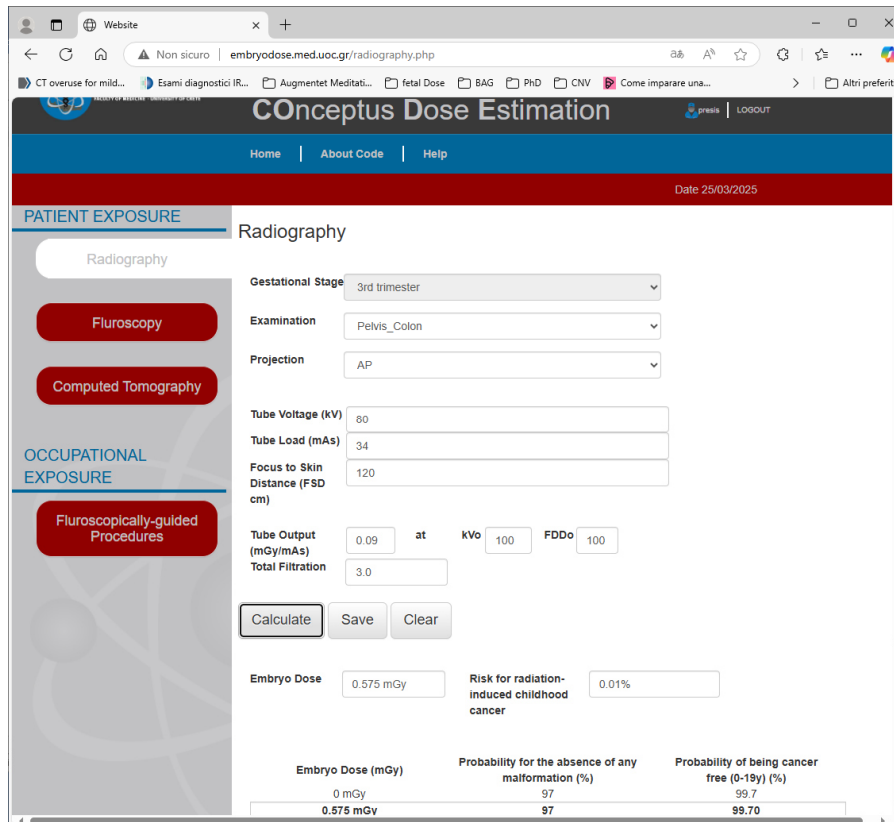 Website
Non sicuro embryodose.med.uoc.gr/radiography.php
CT overuse for mild... Esami diagnostici IR... Augmentet Meditati... fetal Dose BAG PhD CNV Come imparare una... Altri preferit
FACULTY OF MEDICINE - UNIVERSITY OF CRETE
COnceptus Dose Estimation
presis LOGOUT
Home About Code Help
Date 25/03/2025
PATIENT EXPOSURE
Radiography
Fluroscopy
Computed Tomography
OCCUPATIONAL
EXPOSURE
Fluroscopically-guided
Procedures
Radiography
Gestational Stage 3rd trimester
Examination Pelvis_Colon
Projection AP
Tube Voltage (kV) 80
Tube Load (mAs) 34
Focus to Skin 120
Distance (FSD
cm)
Tube Output 0.09 at kVo 100 FDDo 100
(mGy/mAs)
Total Filtration 3.0
Calculate Save Clear
Embryo Dose 0.575 mGy
Risk for radiation-
induced childhood
cancer
0.01%
Embryo Dose (mGy)
Probability for the absence of any
malformation (%)
Probability of being cancer
free (0-19y) (%)
0 mGy 97 99.7
0.575 mGy 97 99.70